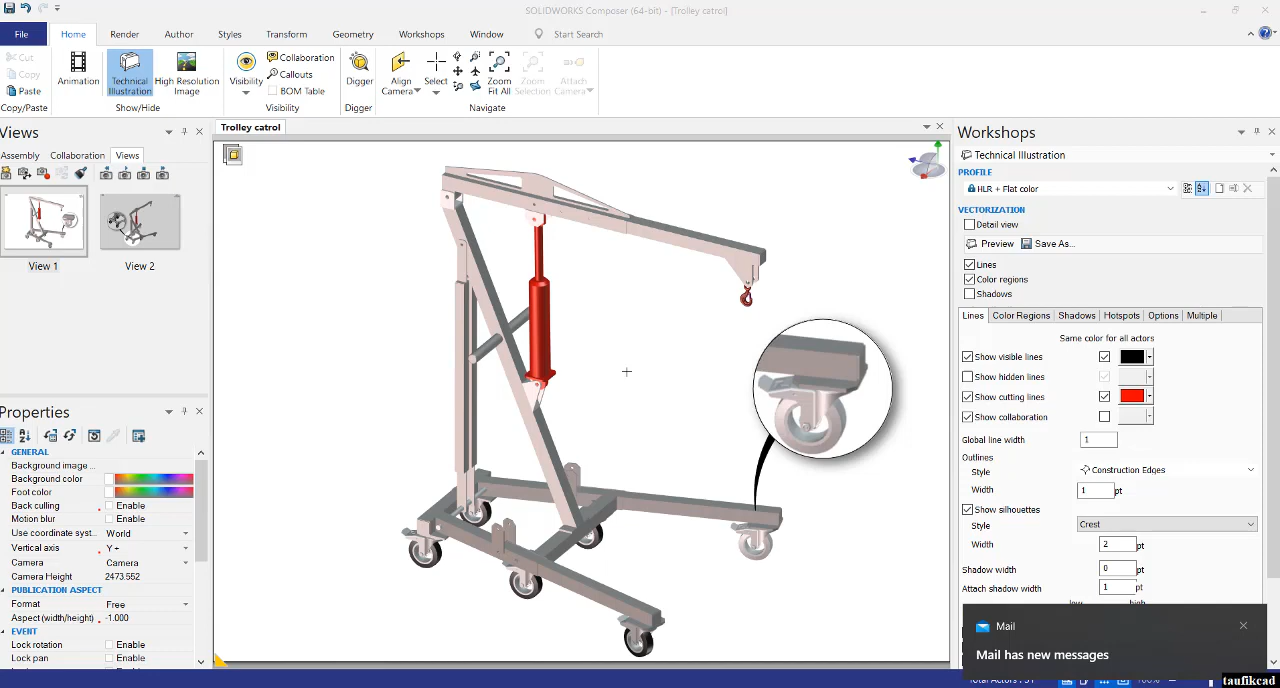 SOLIDWORKS Composer (64-bit) - [Trolley catrol]
File Home Render Author Styles Transform Geometry Workshops Window Start Search
Cut
Copy
Paste
Copy/Paste
Animation
Technical Illustration
High Resolution Image
Show/Hide
Visibility
Collaboration
Callouts
BOM Table
Visibility
Digger
Digger
Align Camera
Select
Zoom Fit All
Zoom Selection
Attach Camera
Navigate
Views
Assembly Collaboration Views
View 1
View 2
Trolley catrol
Properties
GENERAL
Background image ...
Background color
Foot color
Back culling Enable
Motion blur Enable
Use coordinate syst... World
Vertical axis Y +
Camera Camera
Camera Height 2473.552
PUBLICATION ASPECT
Format Free
Aspect (width/height) -1.000
EVENT
Lock rotation Enable
Lock pan Enable
Workshops
Technical Illustration
PROFILE
HLR + Flat color
VECTORIZATION
Detail view
Preview Save As...
Lines
Color regions
Shadows
Lines Color Regions Shadows Hotspots Options Multiple
Same color for all actors
Show visible lines
Show hidden lines
Show cutting lines
Show collaboration
Global line width 1
Outlines
Style Construction Edges
Width 1 pt
Show silhouettes
Style Crest
Width 2 pt
Shadow width 0 pt
Attach shadow width 1 pt
low high
Mail
Mail has new messages
taufikcad